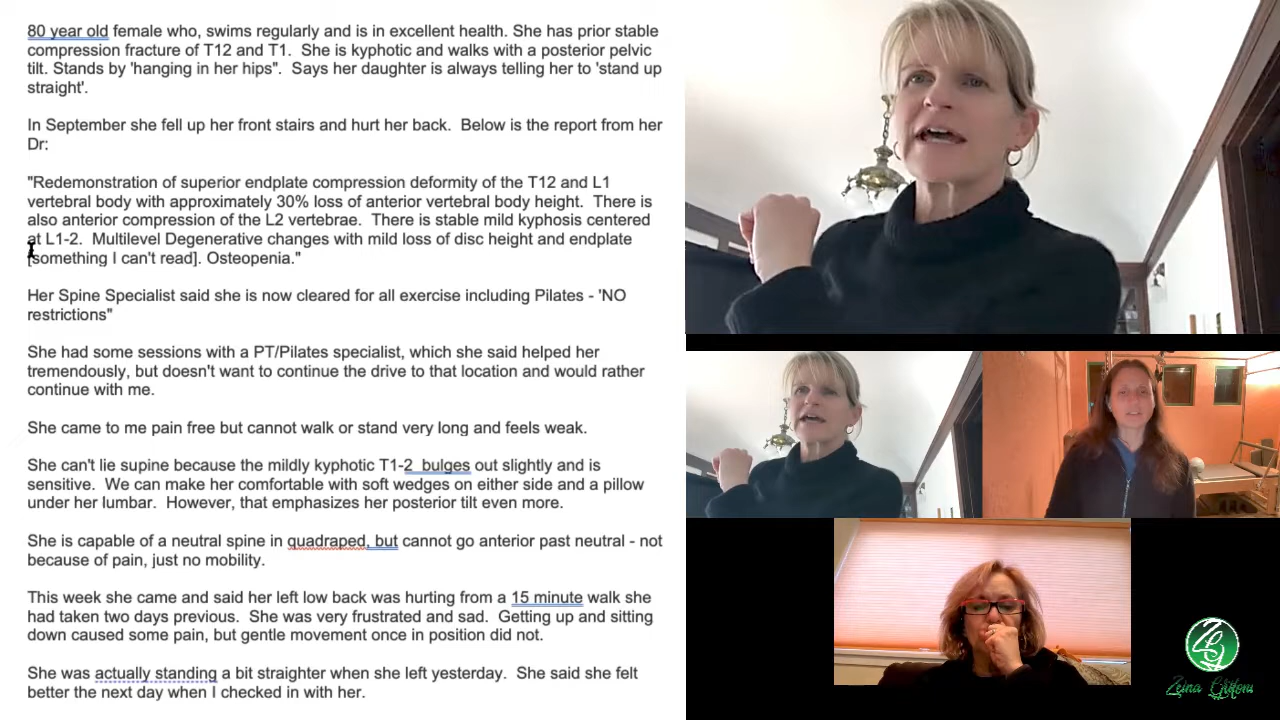 80 year old female who, swims regularly and is in excellent health. She has prior stable
compression fracture of T12 and T1.  She is kyphotic and walks with a posterior pelvic
tilt. Stands by 'hanging in her hips".  Says her daughter is always telling her to 'stand up
straight'.
In September she fell up her front stairs and hurt her back.  Below is the report from her
Dr:
"Redemonstration of superior endplate compression deformity of the T12 and L1
vertebral body with approximately 30% loss of anterior vertebral body height.  There is
also anterior compression of the L2 vertebrae.  There is stable mild kyphosis centered
at L1-2.  Multilevel Degenerative changes with mild loss of disc height and endplate
[something I can't read]. Osteopenia."
Her Spine Specialist said she is now cleared for all exercise including Pilates - 'NO
restrictions"
She had some sessions with a PT/Pilates specialist, which she said helped her
tremendously, but doesn't want to continue the drive to that location and would rather
continue with me.
She came to me pain free but cannot walk or stand very long and feels weak.
She can't lie supine because the mildly kyphotic T1-2  bulges out slightly and is
sensitive.  We can make her comfortable with soft wedges on either side and a pillow
under her lumbar.  However, that emphasizes her posterior tilt even more.
She is capable of a neutral spine in quadraped, but cannot go anterior past neutral - not
because of pain, just no mobility.
This week she came and said her left low back was hurting from a 15 minute walk she
had taken two days previous.  She was very frustrated and sad.  Getting up and sitting
down caused some pain, but gentle movement once in position did not.
She was actually standing a bit straighter when she left yesterday.  She said she felt
better the next day when I checked in with her.